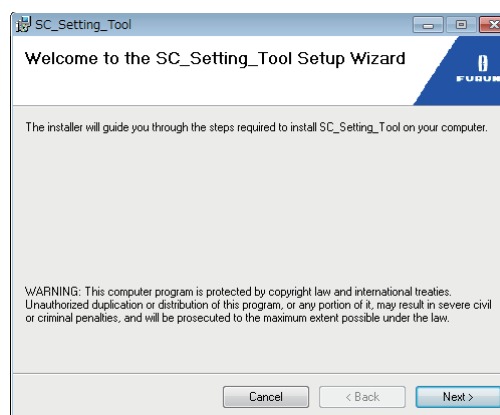 SC_Setting_Tool
Welcome to the SC_Setting_Tool Setup Wizard
FURUN
The installer will guide you through the steps required to install SC_Setting_Tool on your computer.
WARNING: This computer program is protected by copyright law and international treaties.
Unauthorized duplication or distribution of this program, or any portion of it, may result in severe civil
or criminal penalties, and will be prosecuted to the maximum extent possible under the law.
Cancel
< Back
Next >